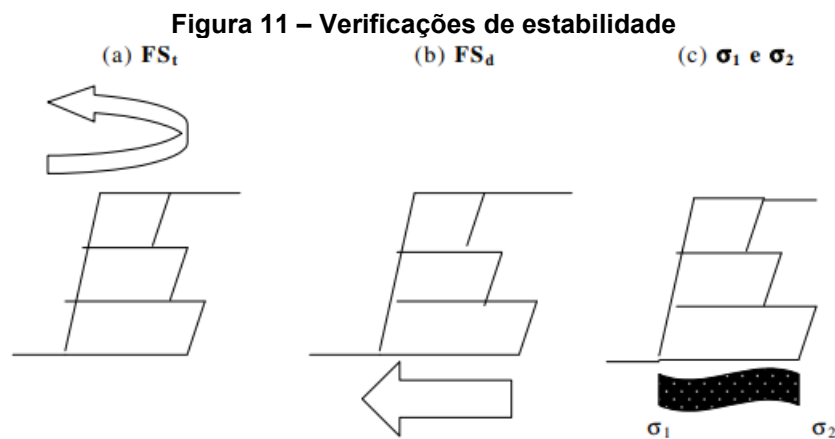 Figura 11 – Verificações de estabilidade
(a) FSt (b) FSd (c) σ1 e σ2
σ1 σ2